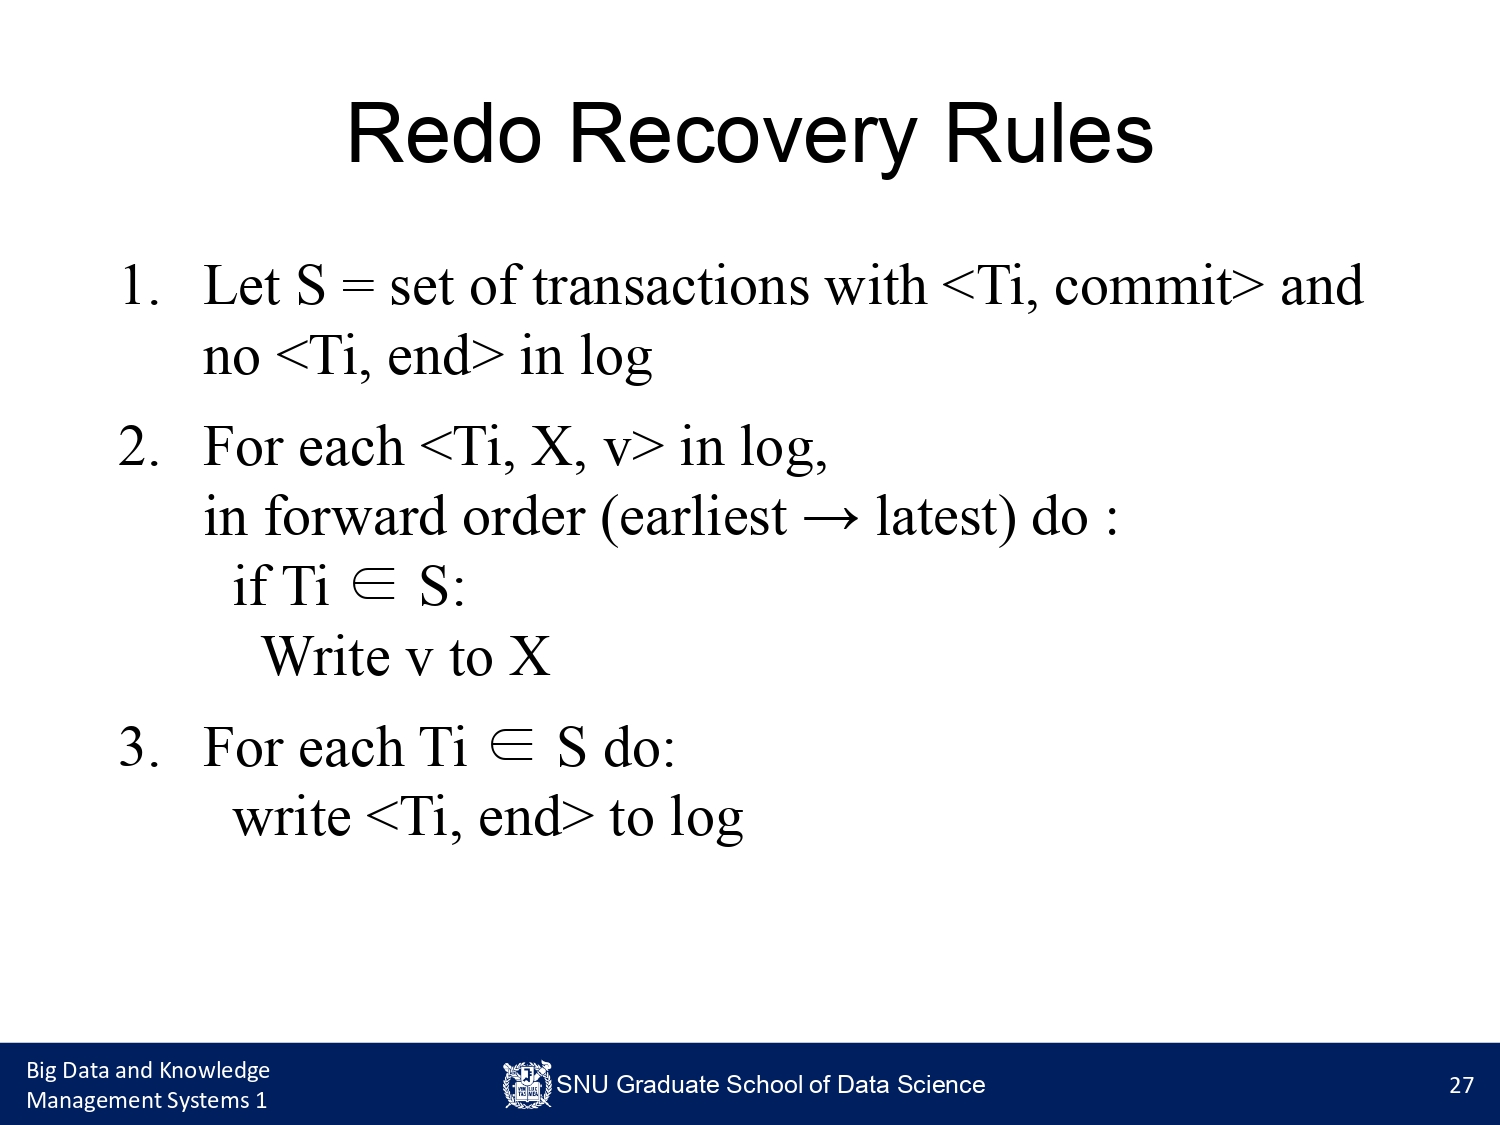 Redo Recovery Rules
1. Let S = set of transactions with <Ti, commit> and
no <Ti, end> in log
2. For each <Ti, X, v> in log,
in forward order (earliest → latest) do :
if Ti ∈ S:
Write v to X
3. For each Ti ∈ S do:
write <Ti, end> to log
Big Data and Knowledge
Management Systems 1
SNU Graduate School of Data Science
27